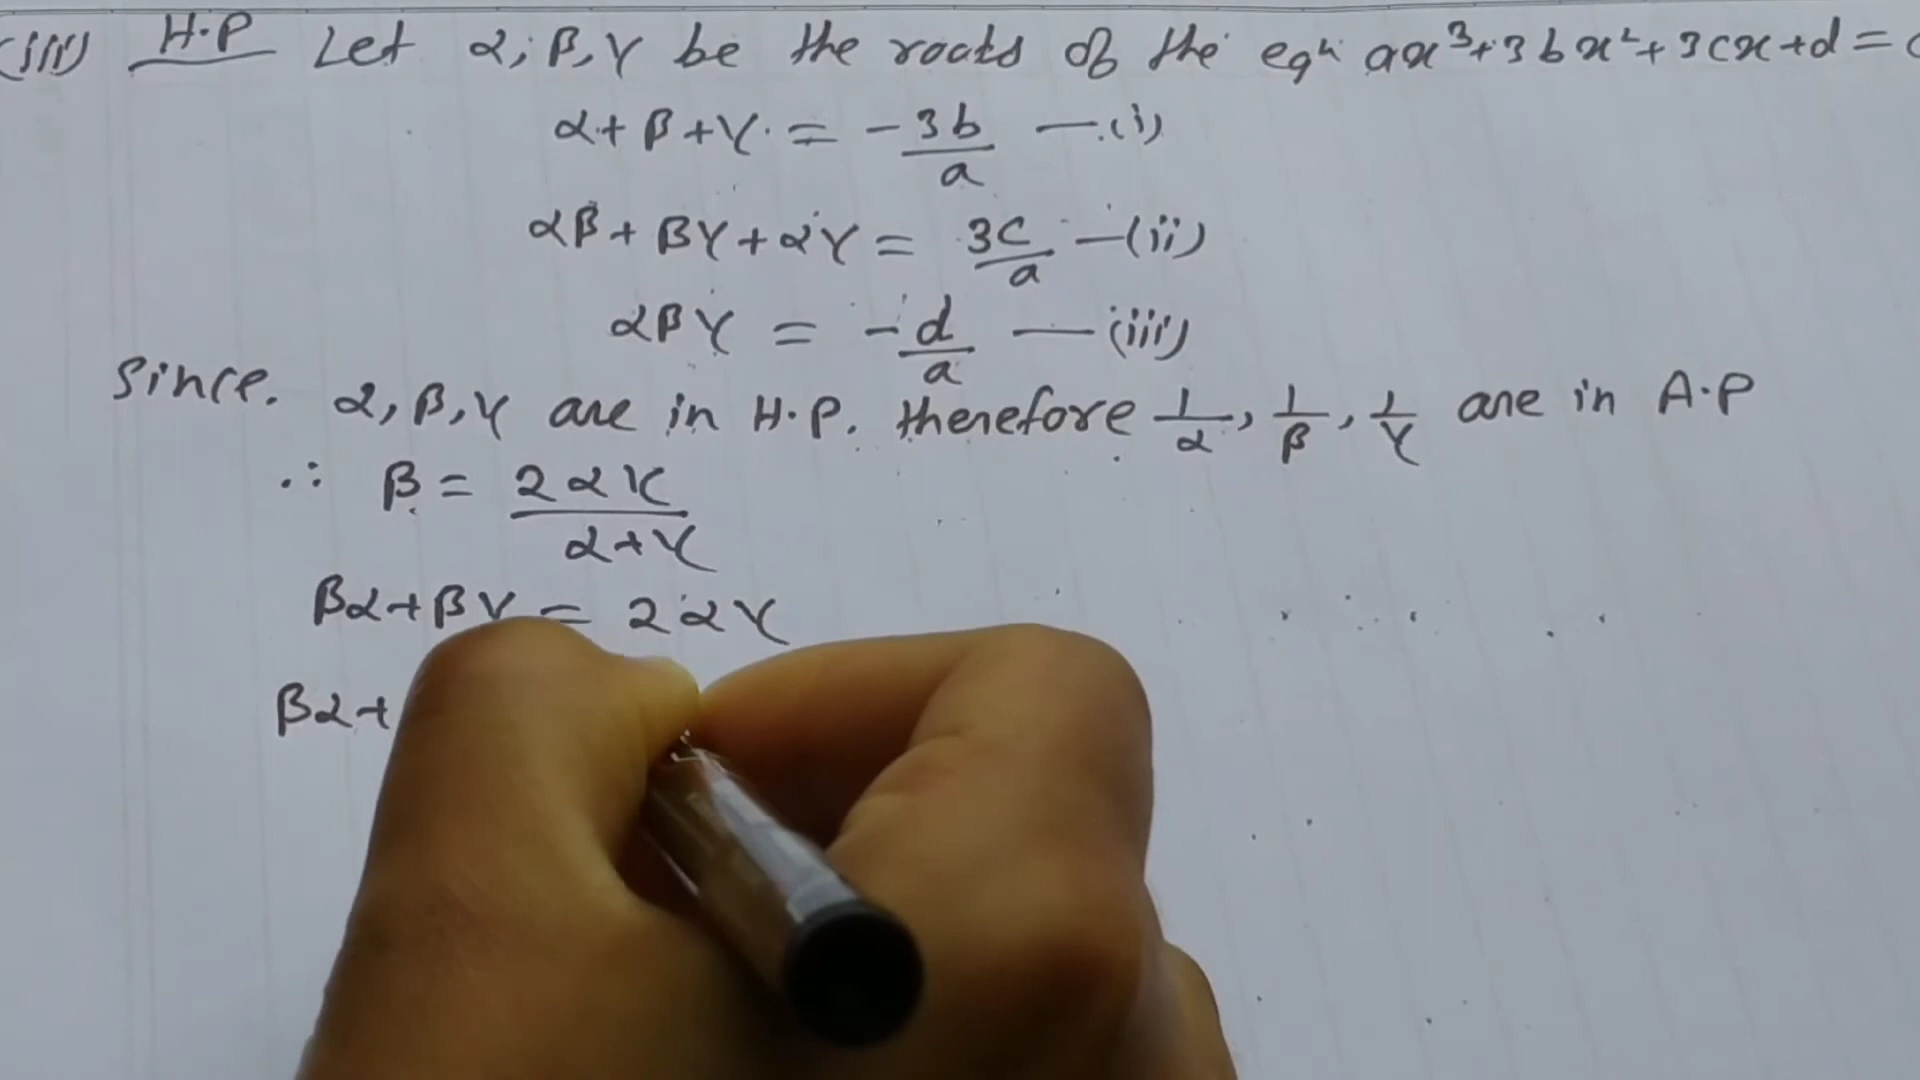 (iii) H.P Let α, β, γ be the roots of the eqn ax³+3bx²+3cx+d=
α+β+γ = -3b/a —(i)
αβ+βγ+αγ = 3c/a —(ii)
αβγ = -d/a —(iii)
Since. α, β, γ are in H.P. therefore 1/α, 1/β, 1/γ are in A.P
∴ β = 2αγ/α+γ
βα+βγ = 2αγ
βα+